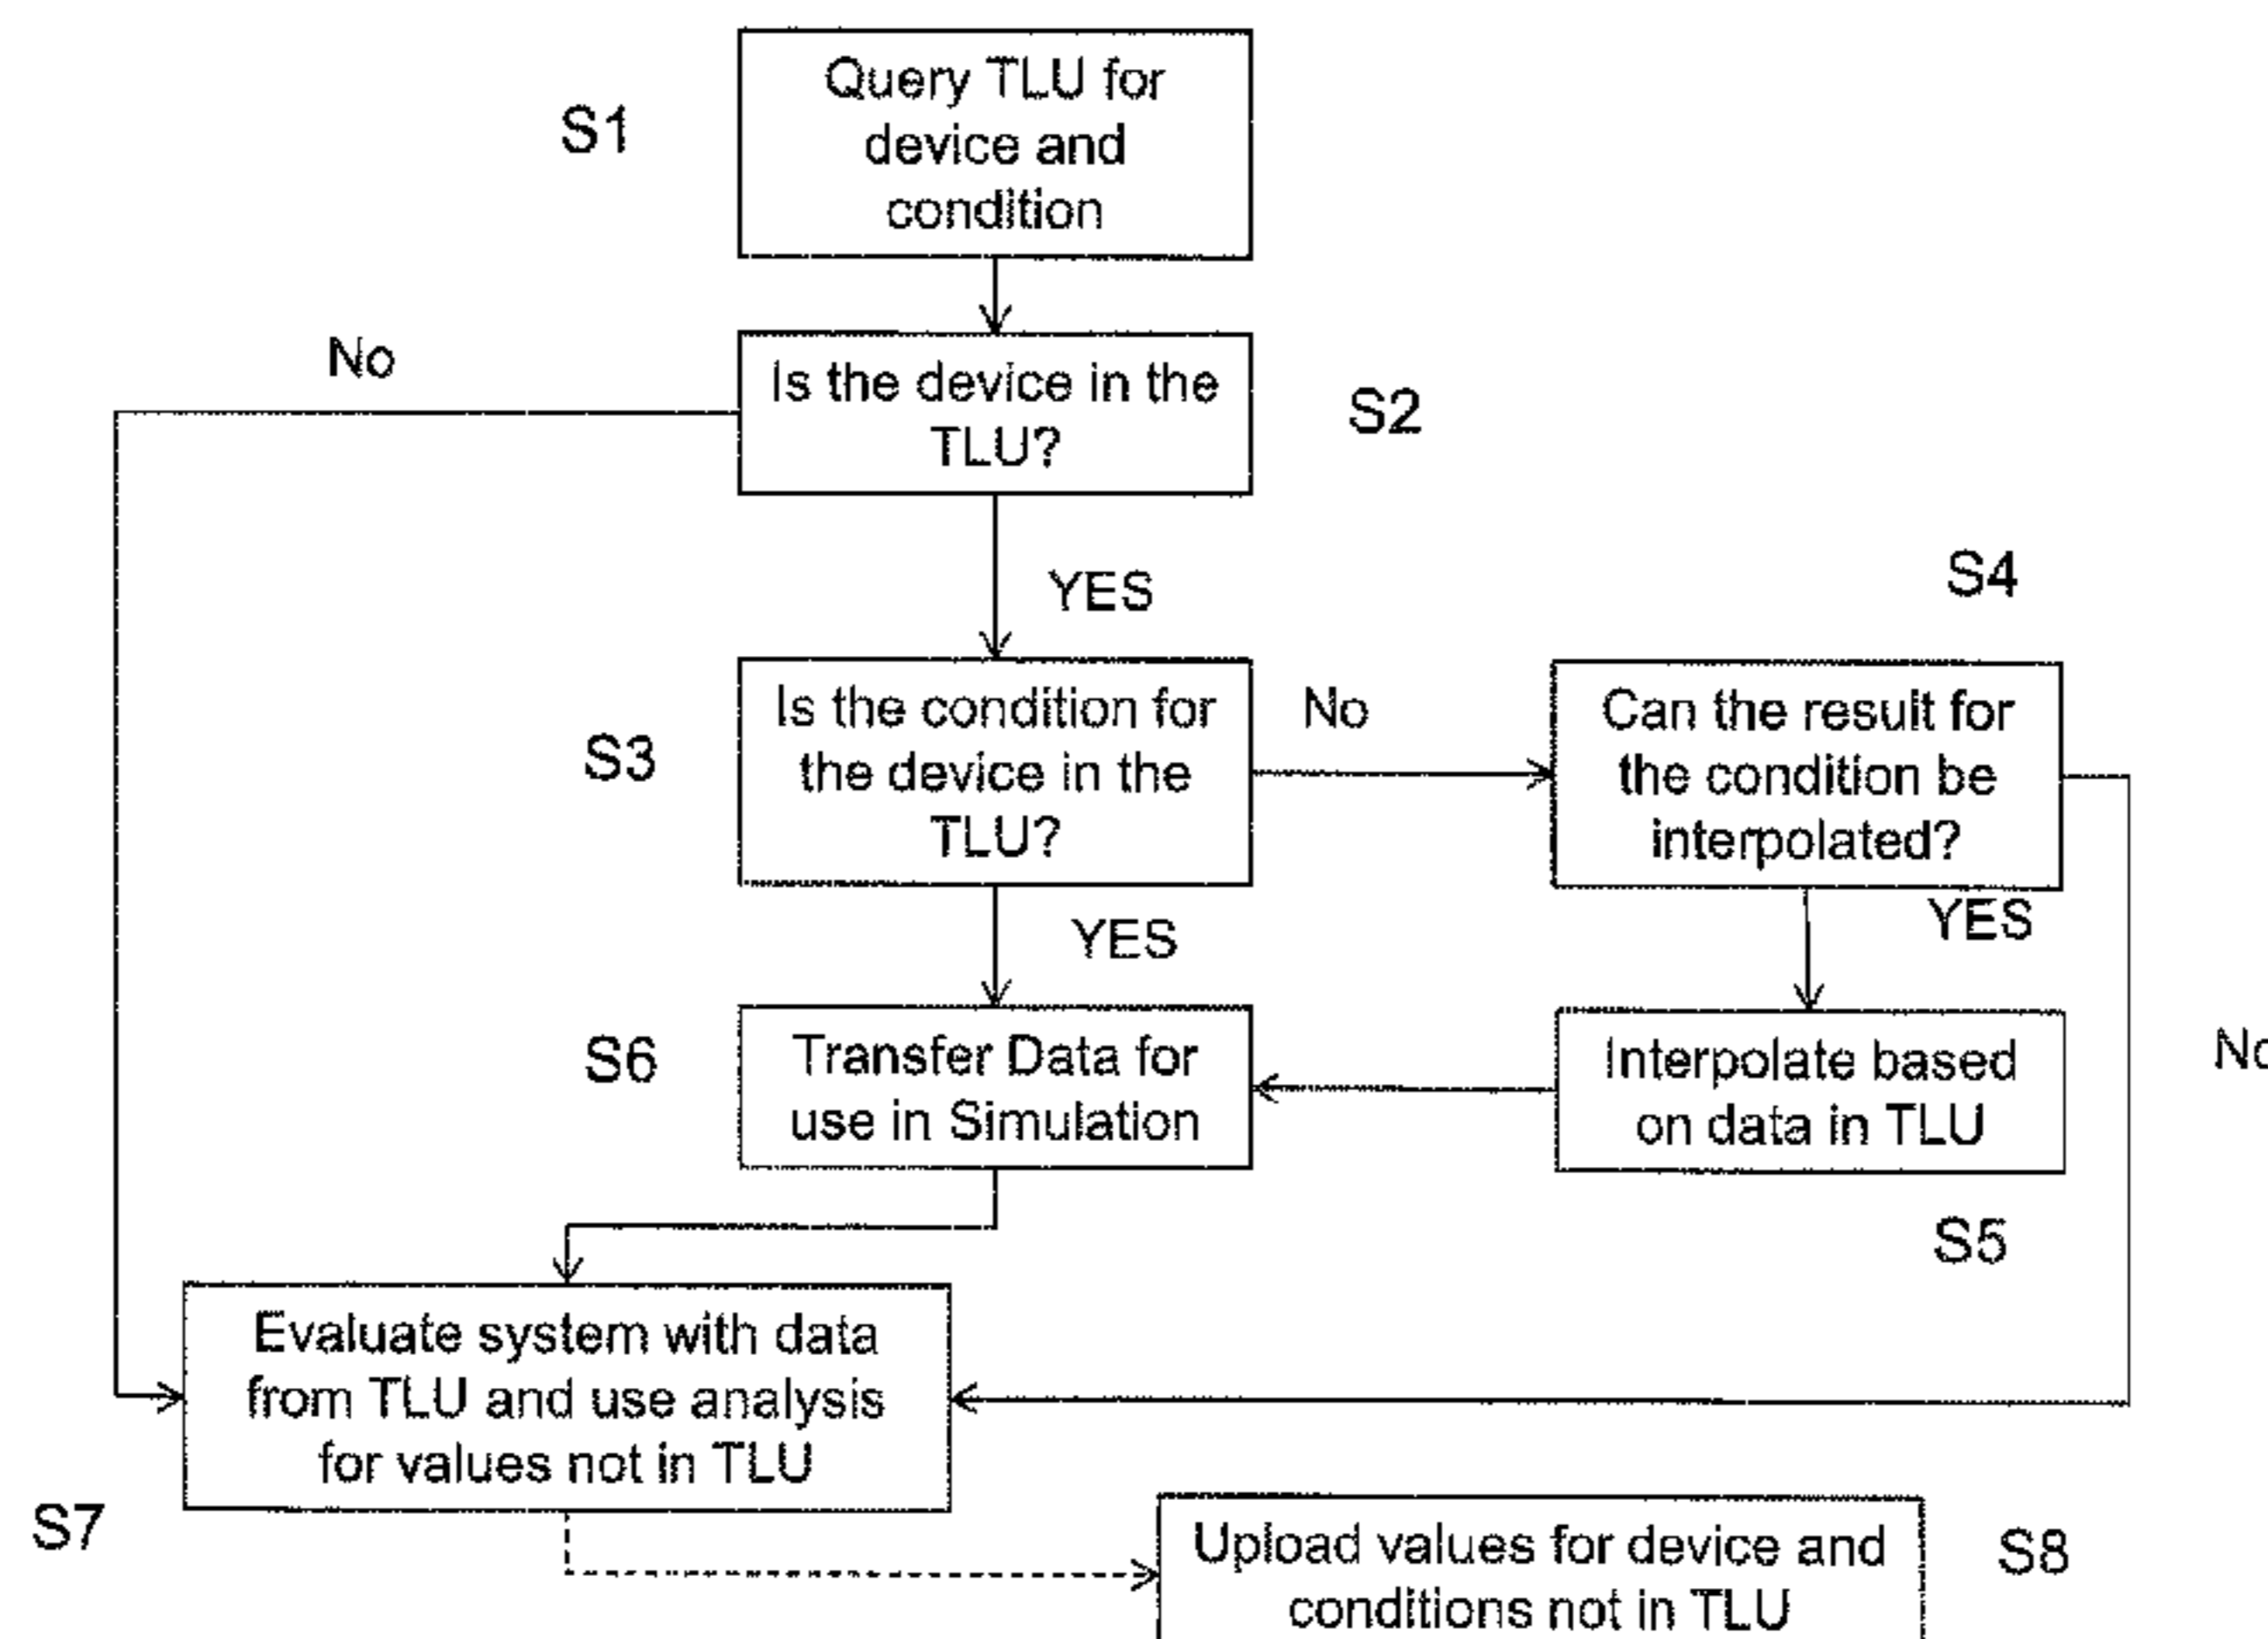 S1
Query TLU for
device and
condition
No
Is the device in the
TLU?
S2
YES
S4
S3
Is the condition for
the device in the
TLU?
No
Can the result for
the condition be
interpolated?
YES
YES
S6
Transfer Data for
use in Simulation
Interpolate based
on data in TLU
No
S5
Evaluate system with data
from TLU and use analysis
for values not in TLU
S7
Upload values for device and
conditions not in TLU
S8